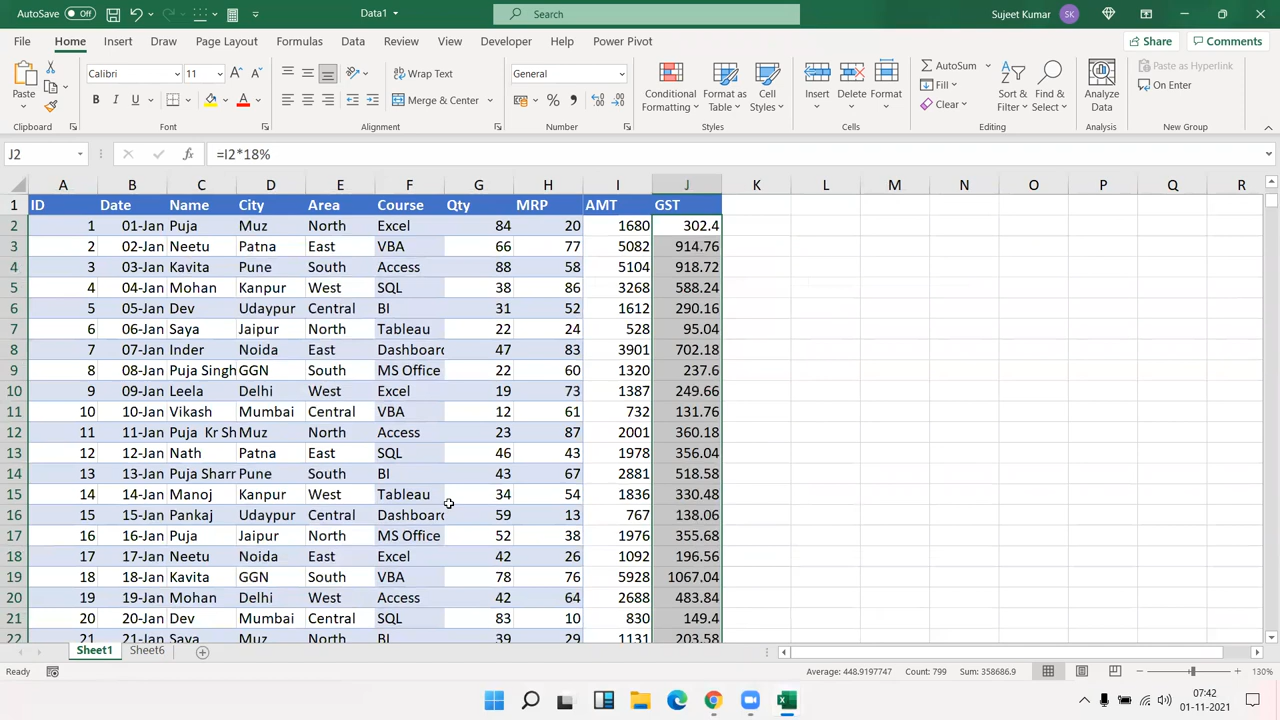 AutoSave Off Data1 Search Sujeet Kumar SK
File Home Insert Draw Page Layout Formulas Data Review View Developer Help Power Pivot Share Comments
Paste Calibri 11 Wrap Text General Conditional Formatting Format as Table Cell Styles Insert Delete Format AutoSum Fill Clear Sort & Filter Find & Select Analyze Data Paste as Hyperlink On Enter
B I U Merge & Center
Clipboard Font Alignment Number Styles Cells Editing Analysis New Group
J2 =I2*18%
A B C D E F G H I J K L M N O P Q R
1 ID Date Name City Area Course Qty MRP AMT GST
2 1 01-Jan Puja Muz North Excel 84 20 1680 302.4
3 2 02-Jan Neetu Patna East VBA 66 77 5082 914.76
4 3 03-Jan Kavita Pune South Access 88 58 5104 918.72
5 4 04-Jan Mohan Kanpur West SQL 38 86 3268 588.24
6 5 05-Jan Dev Udaypur Central BI 31 52 1612 290.16
7 6 06-Jan Saya Jaipur North Tableau 22 24 528 95.04
8 7 07-Jan Inder Noida East Dashboard 47 83 3901 702.18
9 8 08-Jan Puja Singh GGN South MS Office 22 60 1320 237.6
10 9 09-Jan Leela Delhi West Excel 19 73 1387 249.66
11 10 10-Jan Vikash Mumbai Central VBA 12 61 732 131.76
12 11 11-Jan Puja Kr Sh Muz North Access 23 87 2001 360.18
13 12 12-Jan Nath Patna East SQL 46 43 1978 356.04
14 13 13-Jan Puja Sharr Pune South BI 43 67 2881 518.58
15 14 14-Jan Manoj Kanpur West Tableau 34 54 1836 330.48
16 15 15-Jan Pankaj Udaypur Central Dashboard 59 13 767 138.06
17 16 16-Jan Puja Jaipur North MS Office 52 38 1976 355.68
18 17 17-Jan Neetu Noida East Excel 42 26 1092 196.56
19 18 18-Jan Kavita GGN South VBA 78 76 5928 1067.04
20 19 19-Jan Mohan Delhi West Access 42 64 2688 483.84
21 20 20-Jan Dev Mumbai Central SQL 83 10 830 149.4
22 21 21-Jan Saya Muz North BI 39 29 1131 203.58
Sheet1 Sheet6
Ready Average: 448.9197747 Count: 799 Sum: 358686.9 130%
07:42
01-11-2021